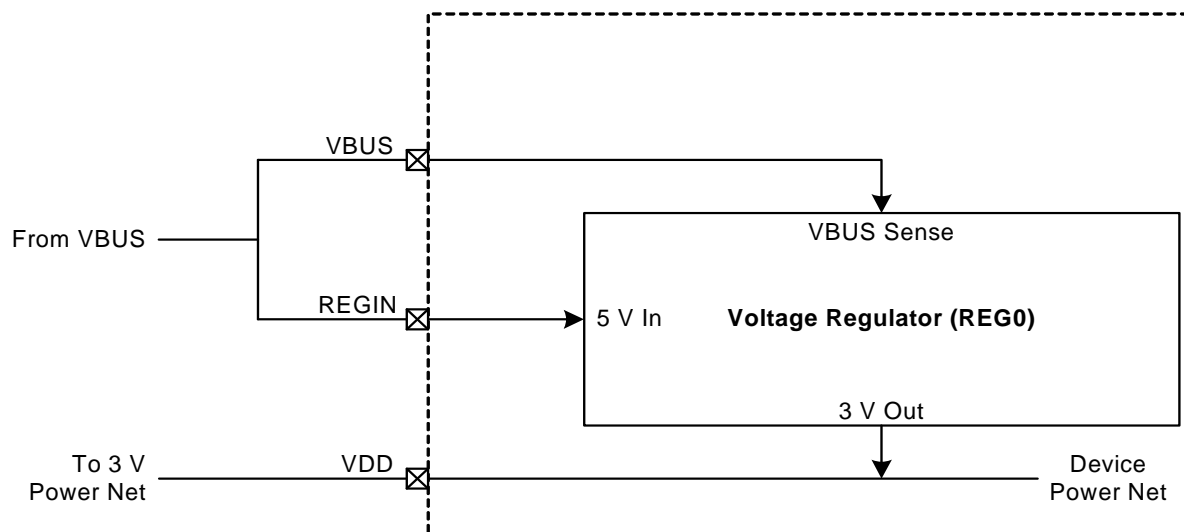 VBUS
From VBUS
VBUS Sense
REGIN
5 V In
Voltage Regulator (REG0)
3 V Out
To 3 V
Power Net
VDD
Device
Power Net